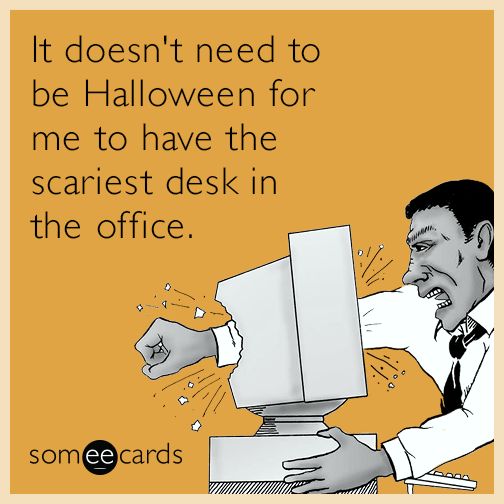 It doesn't need to
be Halloween for
me to have the
scariest desk in
the office.
someecards